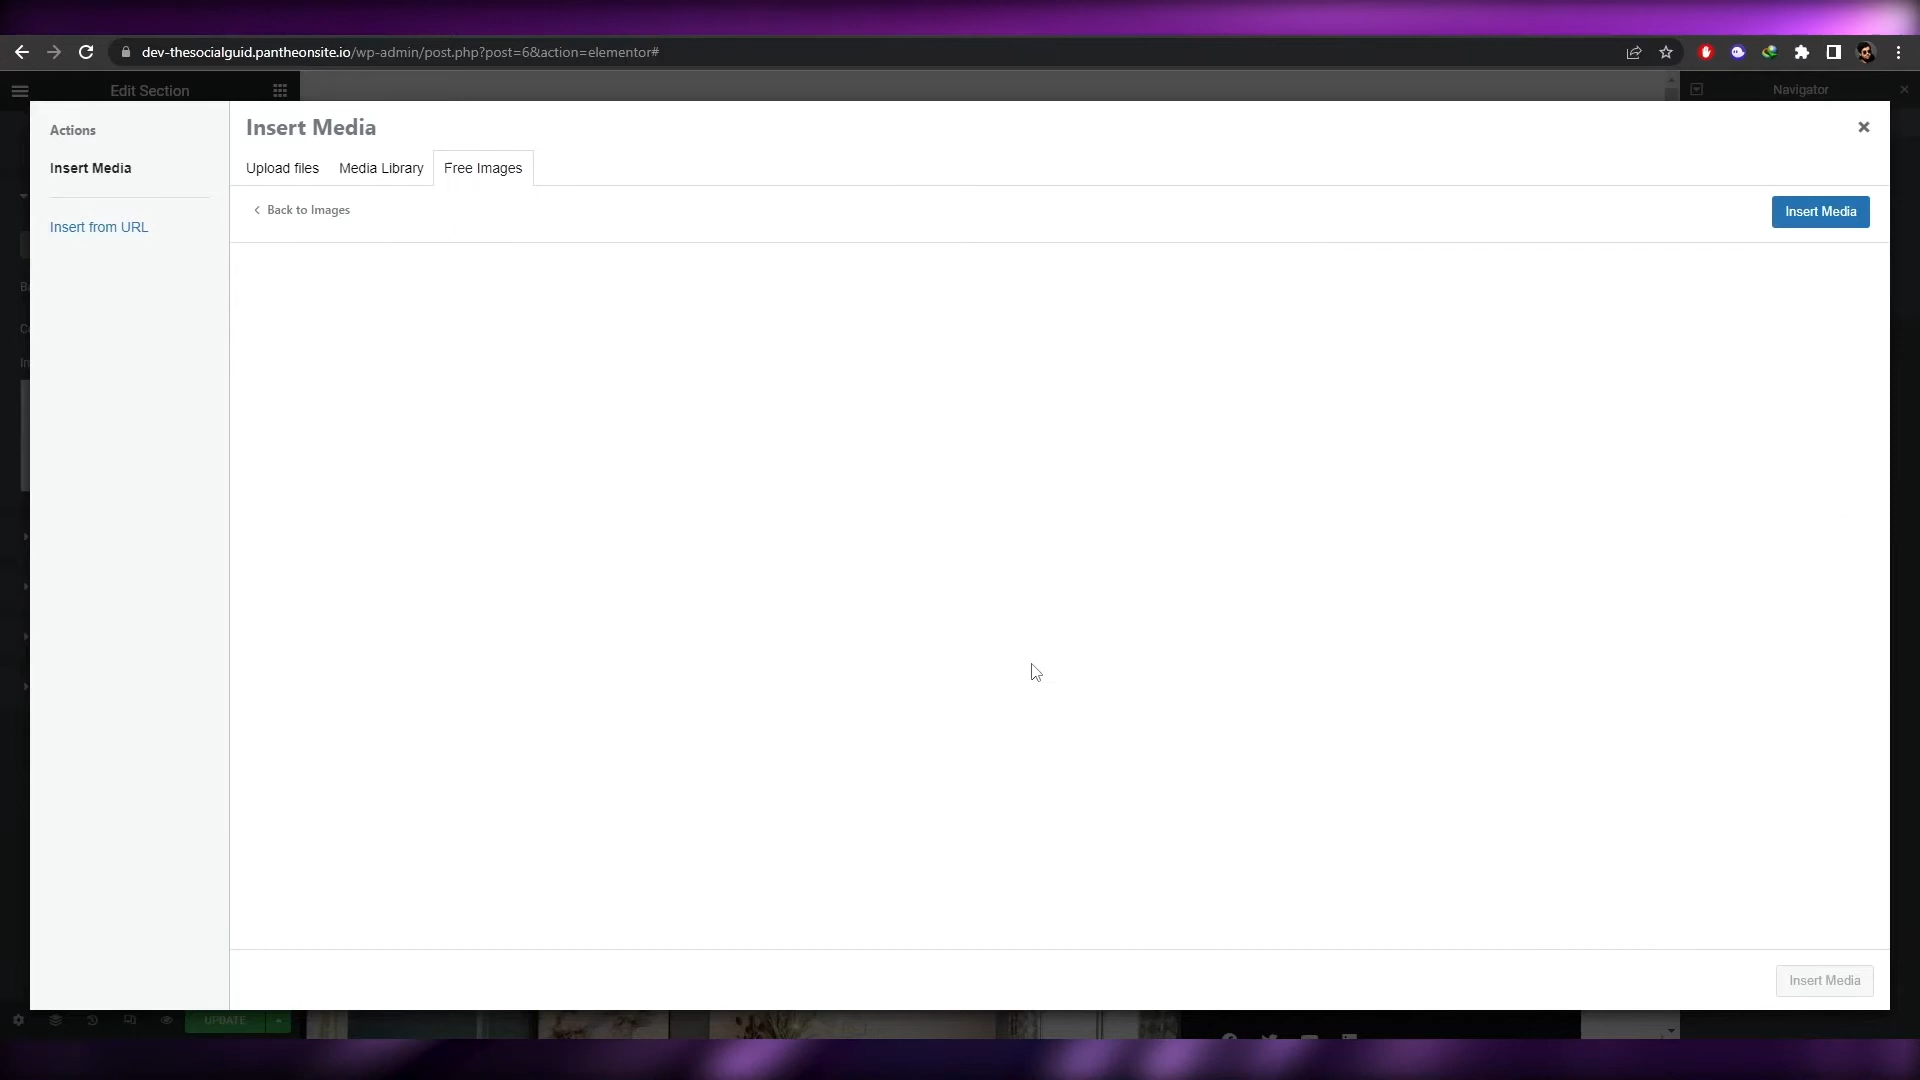 dev-thesocialguid.pantheonsite.io/wp-admin/post.php?post=6&action=elementor#
Edit Section
Navigator
Actions
Insert Media
Insert from URL
Insert Media
Upload files
Media Library
Free Images
Back to Images
Insert Media
Insert Media
UPDATE